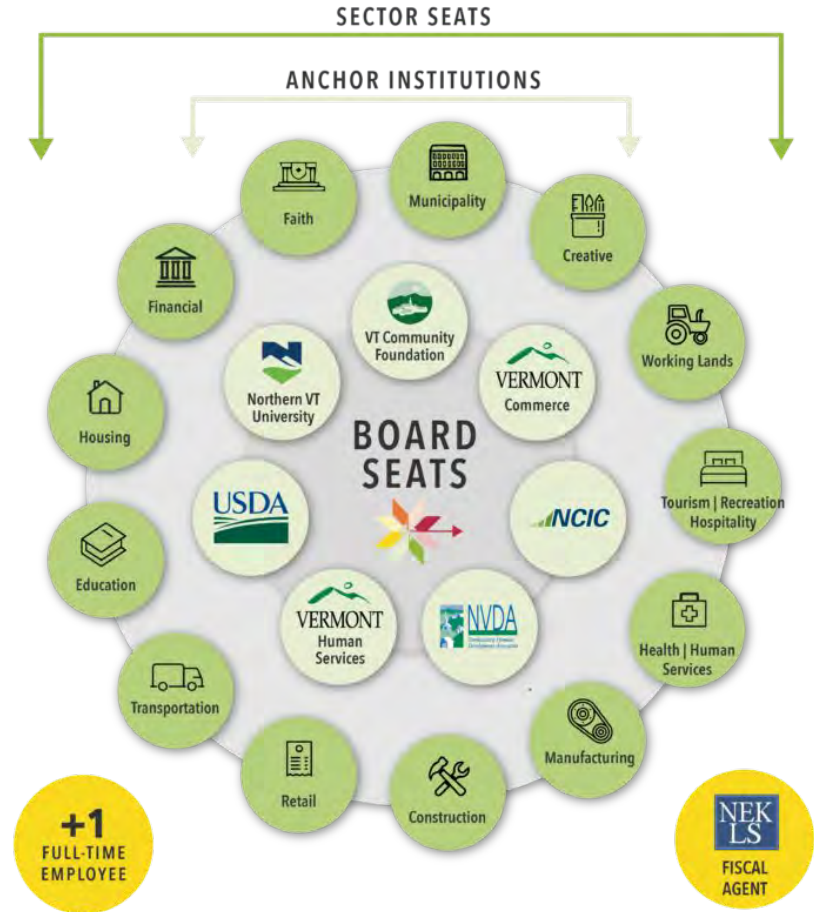 SECTOR SEATS
ANCHOR INSTITUTIONS
Faith
Municipality
Creative
Financial
VT Community
Foundation
Working Lands
Northern VT
University
VERMONT
Commerce
Housing
BOARD
SEATS
Tourism | Recreation
Hospitality
USDA
NCIC
Education
VERMONT
Human
Services
NVDA
Health | Human
Services
Transportation
Manufacturing
Retail
Construction
+1
FULL-TIME
EMPLOYEE
NEK
LS
FISCAL
AGENT